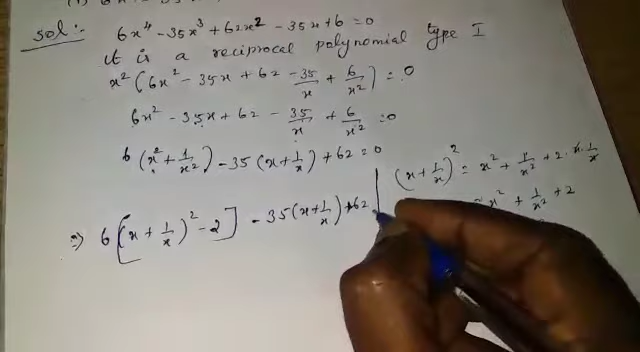 Sol:- 6x⁴ - 35x³ + 62x² - 35x + 6 = 0
it is a reciprocal polynomial type I
x² (6x² - 35x + 62 - 35/x + 6/x²) = 0
6x² - 35x + 62 - 35/x + 6/x² = 0
6 (x² + 1/x²) - 35 (x + 1/x) + 62 = 0
(x + 1/x)² = x² + 1/x² + 2 · x · 1/x
= x² + 1/x² + 2
⇒ 6 [(x + 1/x)² - 2] - 35 (x + 1/x) + 62